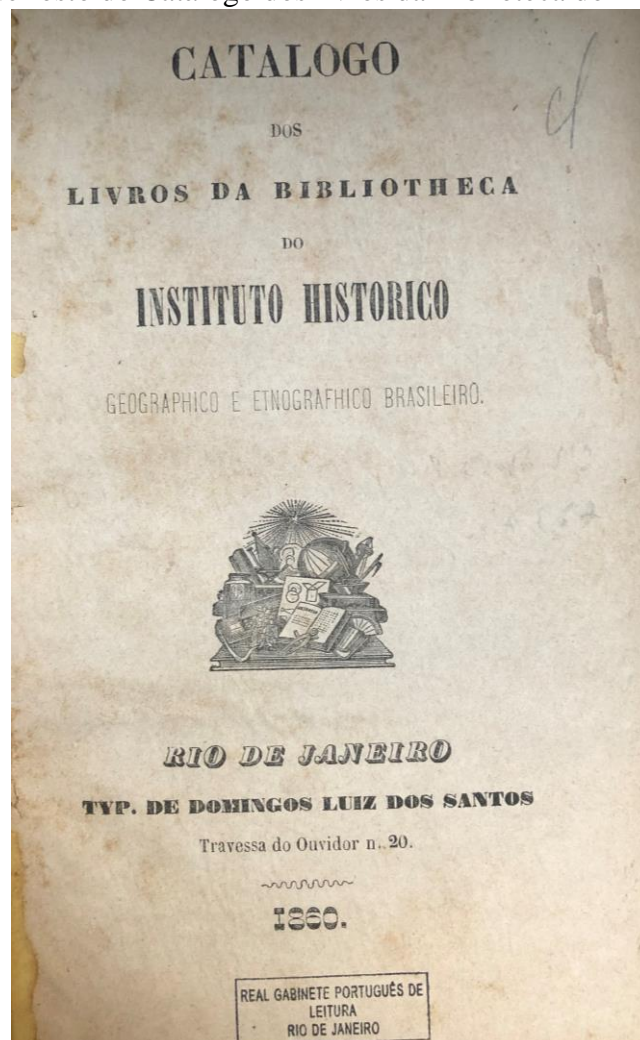 CATALOGO
DOS
LIVROS DA BIBLIOTHECA
DO
INSTITUTO HISTORICO
GEOGRAPHICO E ETNOGRAFHICO BRASILEIRO.
RIO DE JANEIRO
TYP. DE DOMINGOS LUIZ DOS SANTOS
Travessa do Ouvidor n. 20.
1860.
REAL GABINETE PORTUGUÊS DE
LEITURA
RIO DE JANEIRO